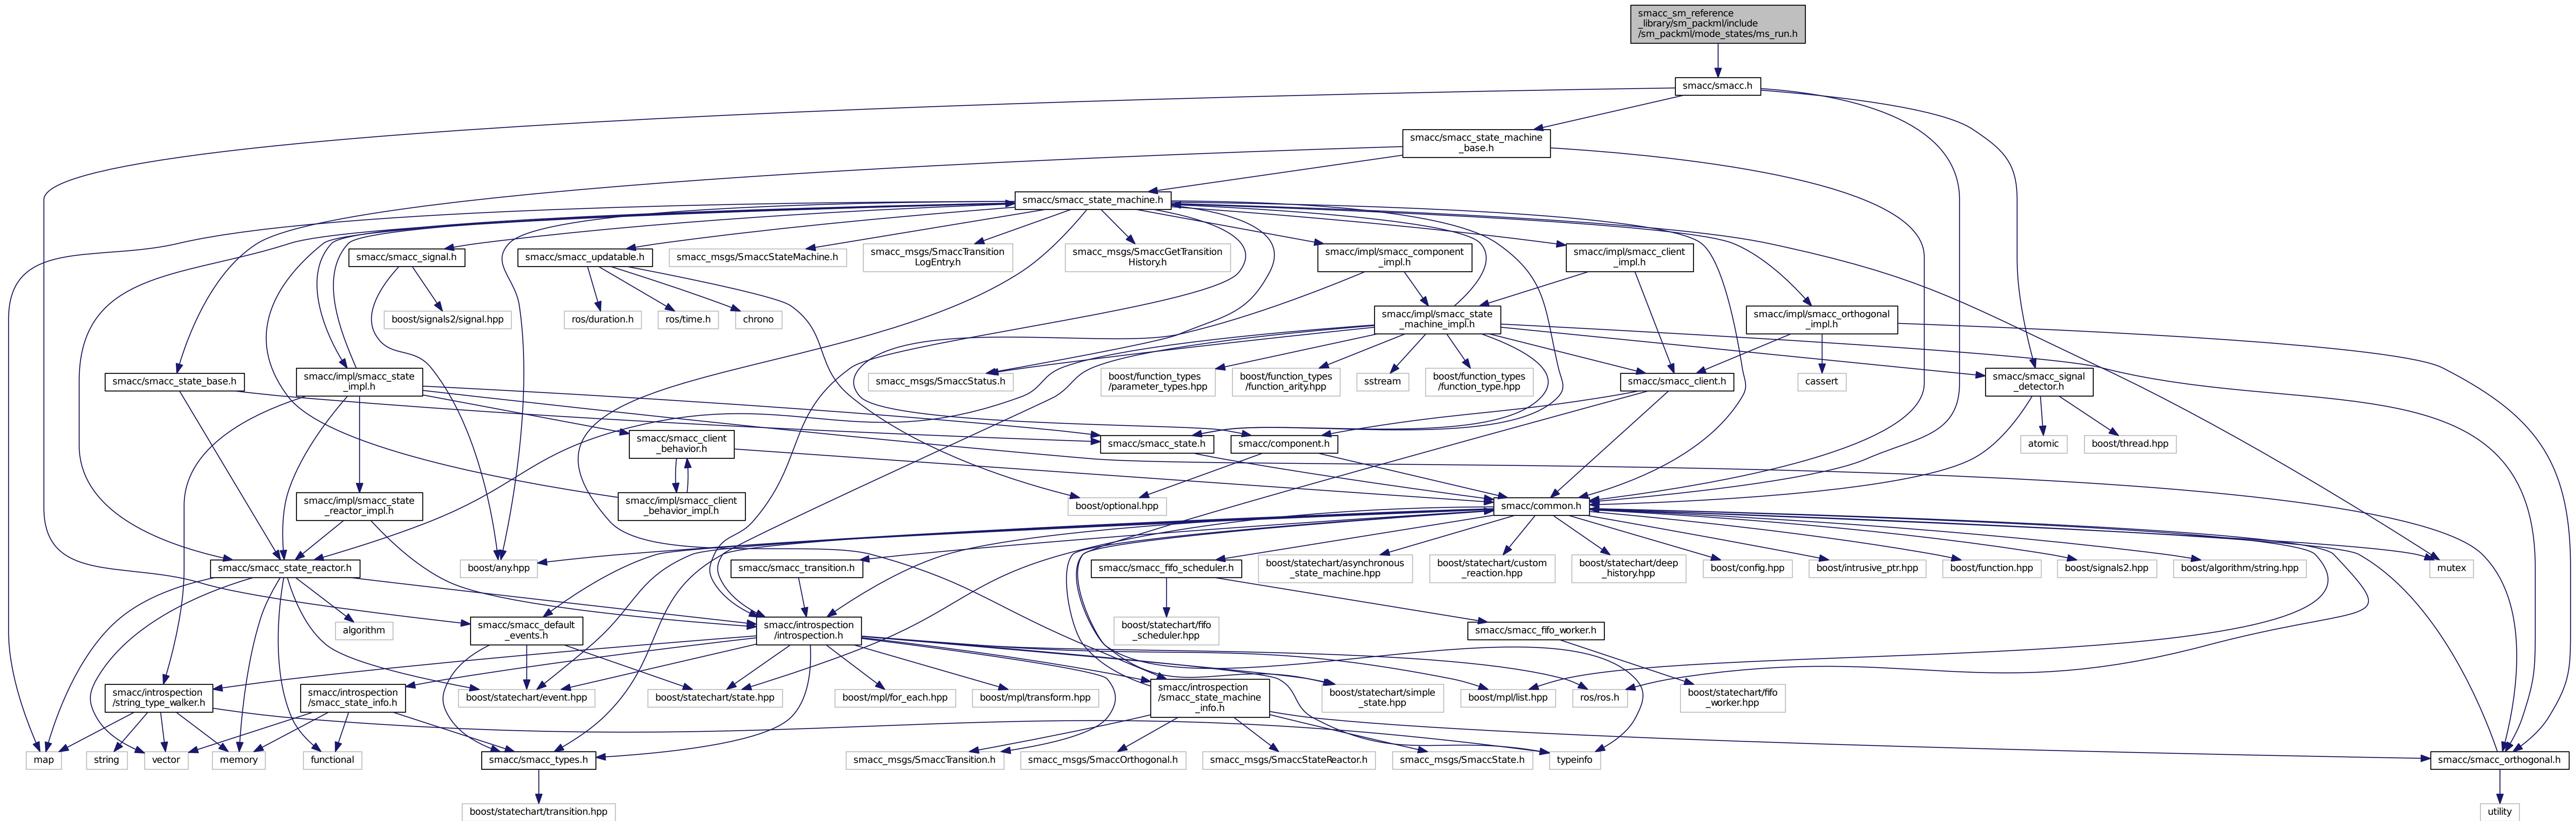 smacc_sm_reference
_library/sm_packml/include
/sm_packml/mode_states/ms_run.h
smacc/smacc.h
smacc/smacc_state_machine
_base.h
smacc/smacc_state_machine.h
smacc/smacc_signal.h
smacc/smacc_updatable.h
smacc_msgs/SmaccStateMachine.h
smacc_msgs/SmaccTransition
LogEntry.h
smacc_msgs/SmaccGetTransition
History.h
smacc/impl/smacc_component
_impl.h
smacc/impl/smacc_client
_impl.h
boost/signals2/signal.hpp
ros/duration.h
ros/time.h
chrono
smacc/impl/smacc_state
_machine_impl.h
smacc/impl/smacc_orthogonal
_impl.h
smacc/smacc_state_base.h
smacc/impl/smacc_state
_impl.h
smacc_msgs/SmaccStatus.h
boost/function_types
/parameter_types.hpp
boost/function_types
/function_arity.hpp
sstream
boost/function_types
/function_type.hpp
smacc/smacc_client.h
cassert
smacc/smacc_signal
_detector.h
smacc/smacc_client
_behavior.h
smacc/smacc_state.h
smacc/component.h
atomic
boost/thread.hpp
smacc/impl/smacc_state
_reactor_impl.h
smacc/impl/smacc_client
_behavior_impl.h
boost/optional.hpp
smacc/common.h
smacc/smacc_state_reactor.h
boost/any.hpp
smacc/smacc_transition.h
smacc/smacc_fifo_scheduler.h
boost/statechart/asynchronous
_state_machine.hpp
boost/statechart/custom
_reaction.hpp
boost/statechart/deep
_history.hpp
boost/config.hpp
boost/intrusive_ptr.hpp
boost/function.hpp
boost/signals2.hpp
boost/algorithm/string.hpp
mutex
algorithm
smacc/smacc_default
_events.h
smacc/introspection
/introspection.h
boost/statechart/fifo
_scheduler.hpp
smacc/smacc_fifo_worker.h
smacc/introspection
/string_type_walker.h
smacc/introspection
/smacc_state_info.h
boost/statechart/event.hpp
boost/statechart/state.hpp
boost/mpl/for_each.hpp
boost/mpl/transform.hpp
smacc/introspection
/smacc_state_machine
_info.h
boost/statechart/simple
_state.hpp
boost/mpl/list.hpp
ros/ros.h
boost/statechart/fifo
_worker.hpp
map
string
vector
memory
functional
smacc/smacc_types.h
smacc_msgs/SmaccTransition.h
smacc_msgs/SmaccOrthogonal.h
smacc_msgs/SmaccStateReactor.h
smacc_msgs/SmaccState.h
typeinfo
smacc/smacc_orthogonal.h
boost/statechart/transition.hpp
utility